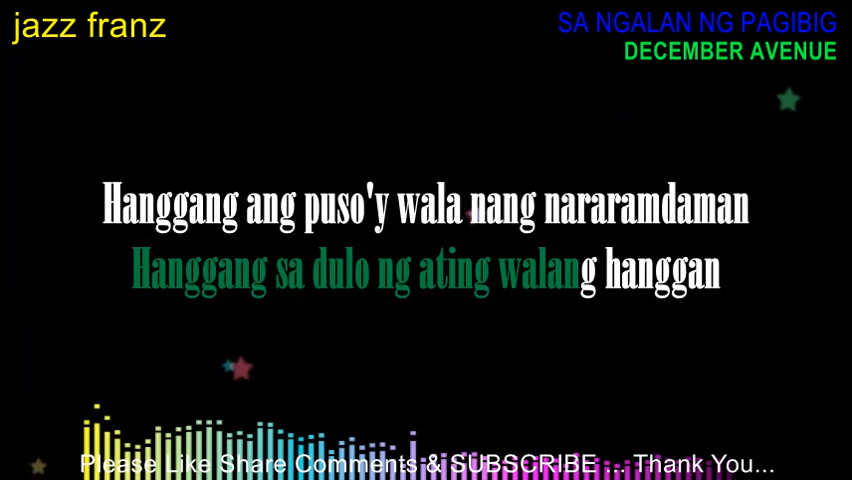 jazz franz
SA NGALAN NG PAGIBIG
DECEMBER AVENUE
Hanggang ang puso'y wala nang nararamdaman
Hanggang sa dulo ng ating walang hanggan
Please Like Share Comments & SUBSCRIBE ... Thank You...